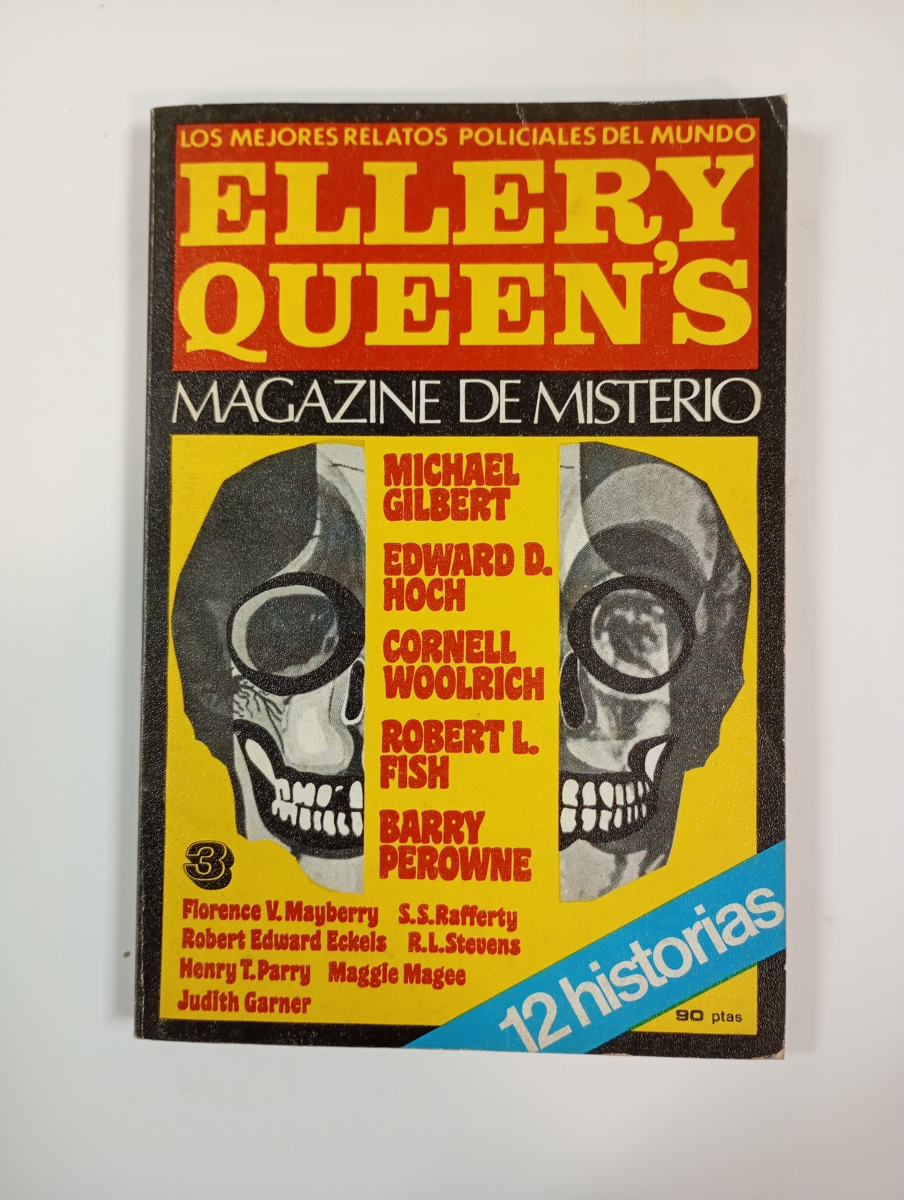 LOS MEJORES RELATOS POLICIALES DEL MUNDO
ELLERY
QUEEN'S
MAGAZINE DE MISTERIO
MICHAEL
GILBERT
EDWARD D.
HOCH
CORNELL
WOOLRICH
ROBERT L.
FISH
BARRY
PEROWNE
3
Florence V. Mayberry S.S. Rafferty
Robert Edward Eckels R.L. Stevens
Henry T. Parry Maggie Magee
Judith Garner
12 historias
90 ptas